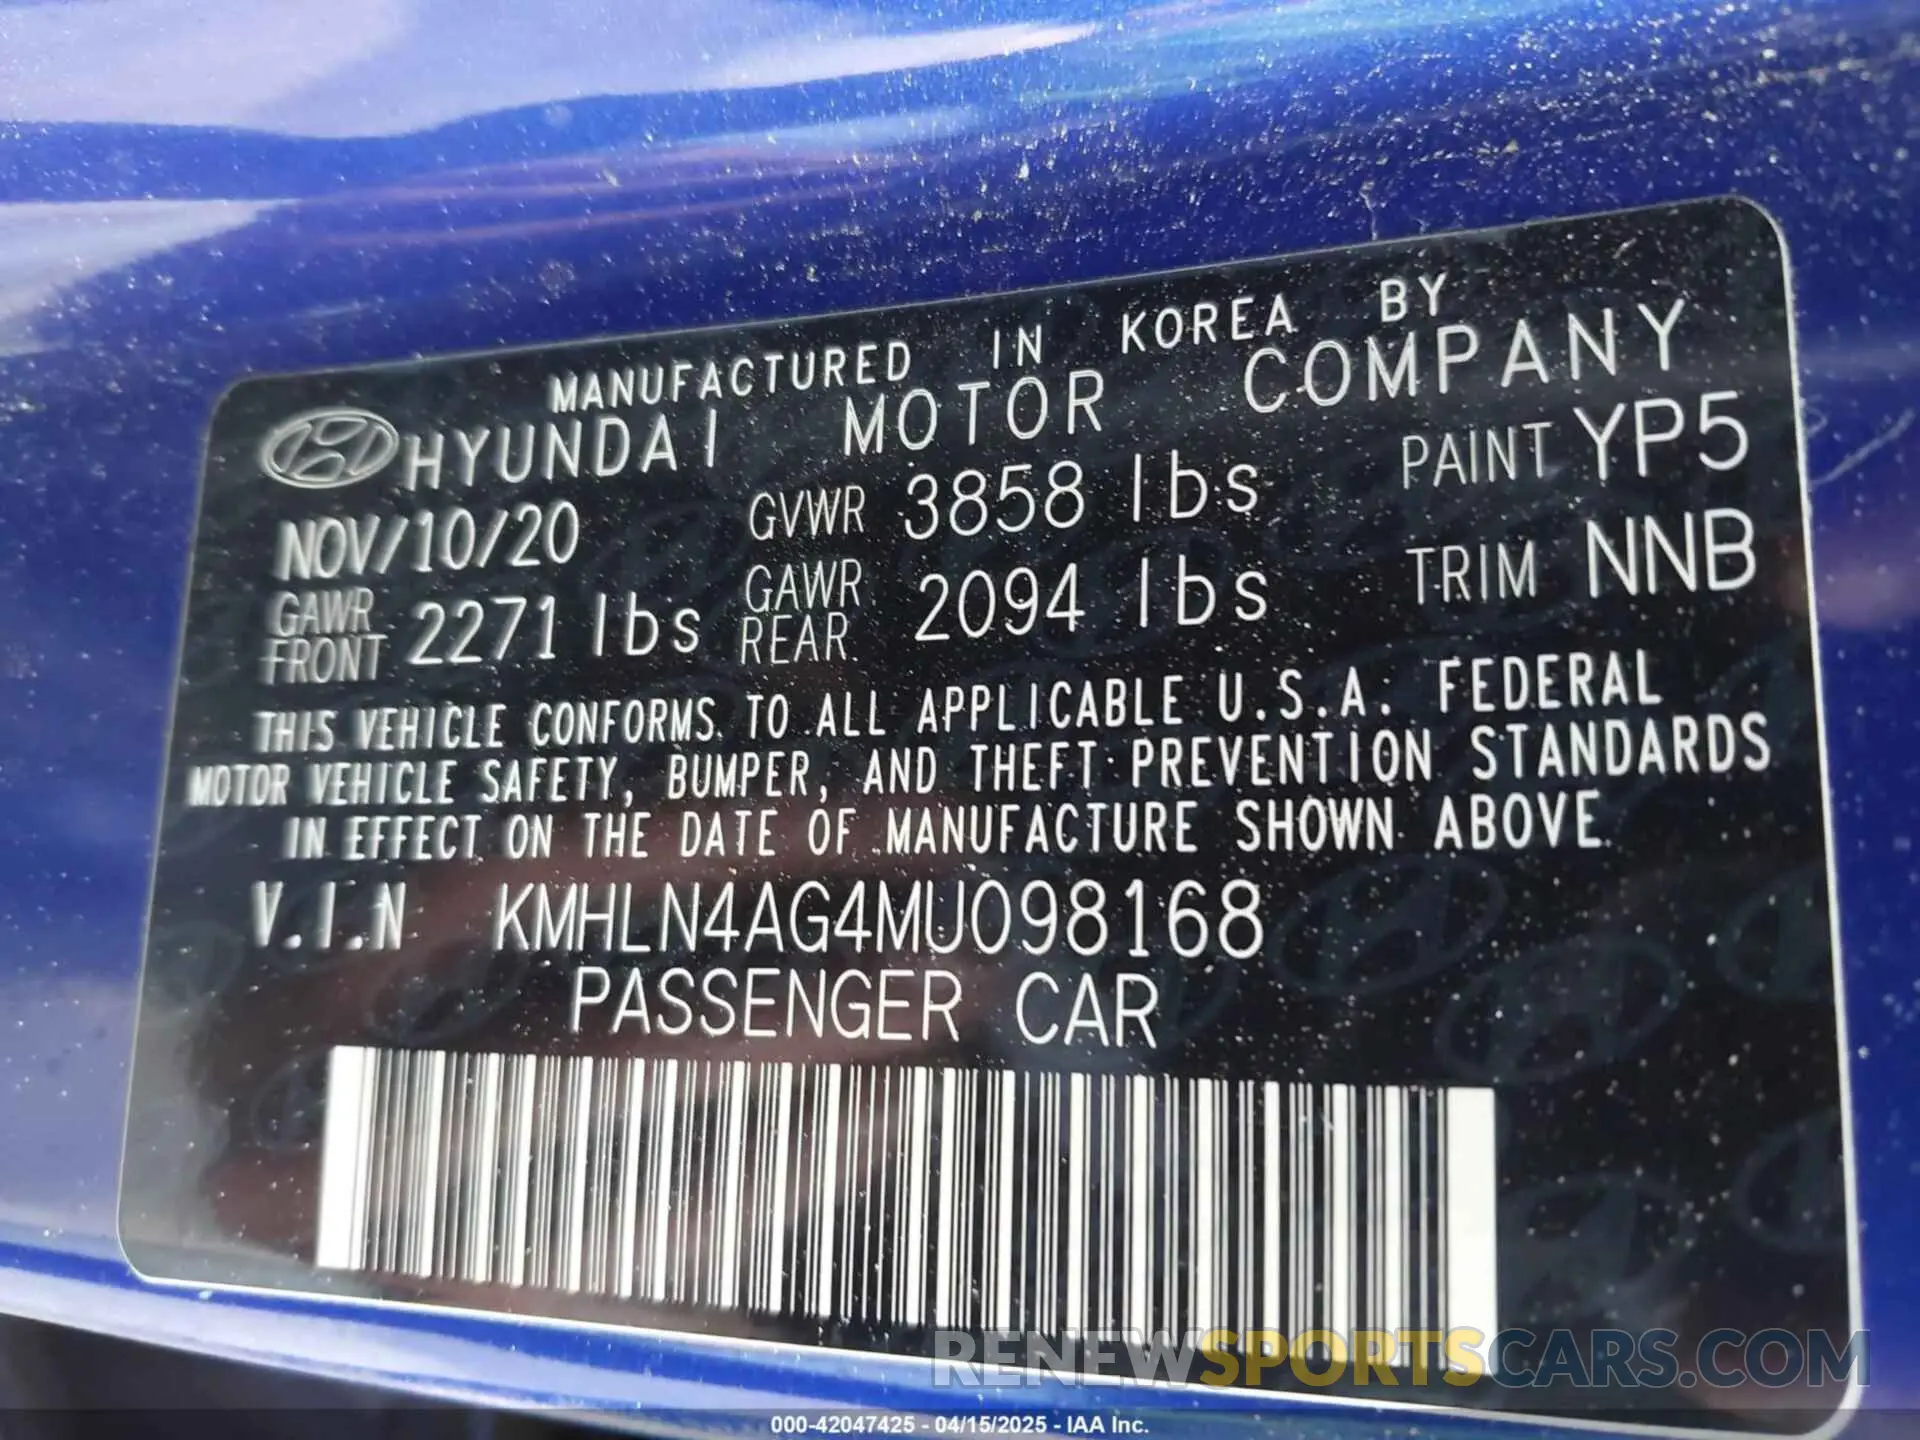 MANUFACTURED IN KOREA BY
HYUNDAI MOTOR COMPANY
NOV/10/20 GVWR 3858 lbs PAINT YP5
GAWR FRONT 2271 lbs GAWR REAR 2094 lbs TRIM NNB
THIS VEHICLE CONFORMS TO ALL APPLICABLE U.S.A. FEDERAL
MOTOR VEHICLE SAFETY, BUMPER, AND THEFT PREVENTION STANDARDS
IN EFFECT ON THE DATE OF MANUFACTURE SHOWN ABOVE
V.I.N KMHLN4AG4MU098168
PASSENGER CAR
RENEWSPORTSCARS.COM
000-42047425 - 04/15/2025 - IAA Inc.